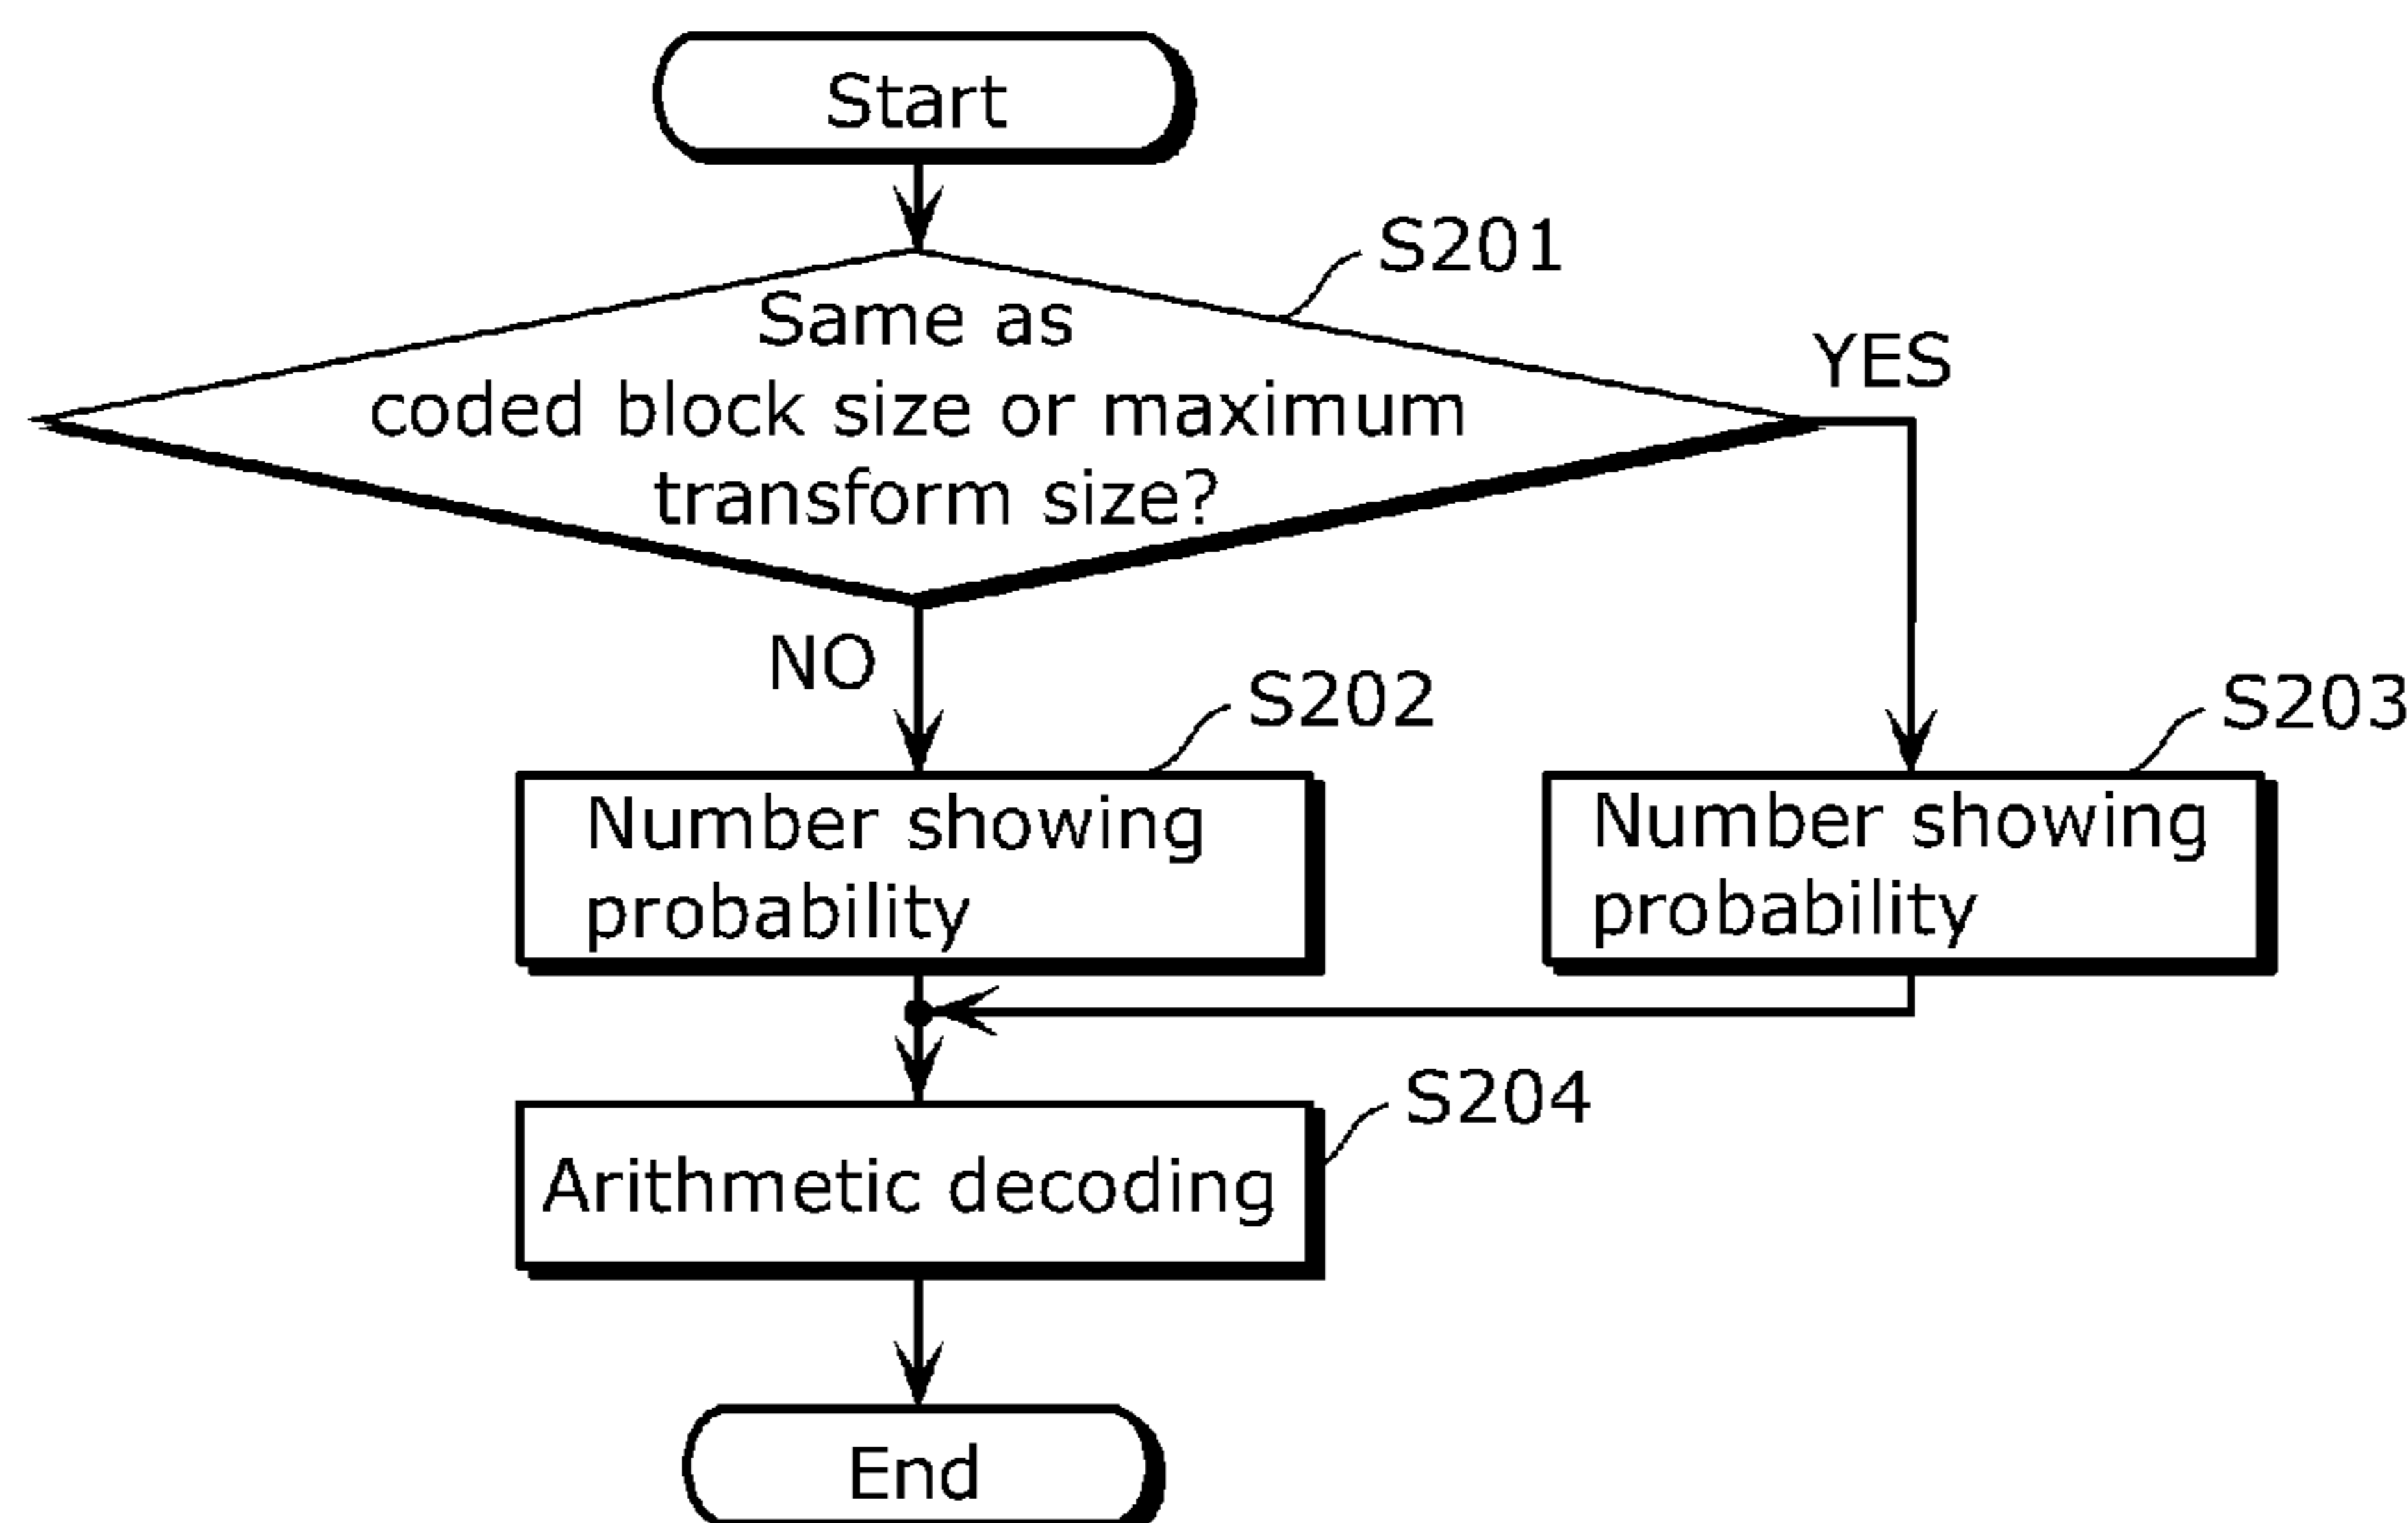 Start
S201
Same as
coded block size or maximum
transform size?
YES
NO
S202
S203
Number showing
probability
Number showing
probability
S204
Arithmetic decoding
End